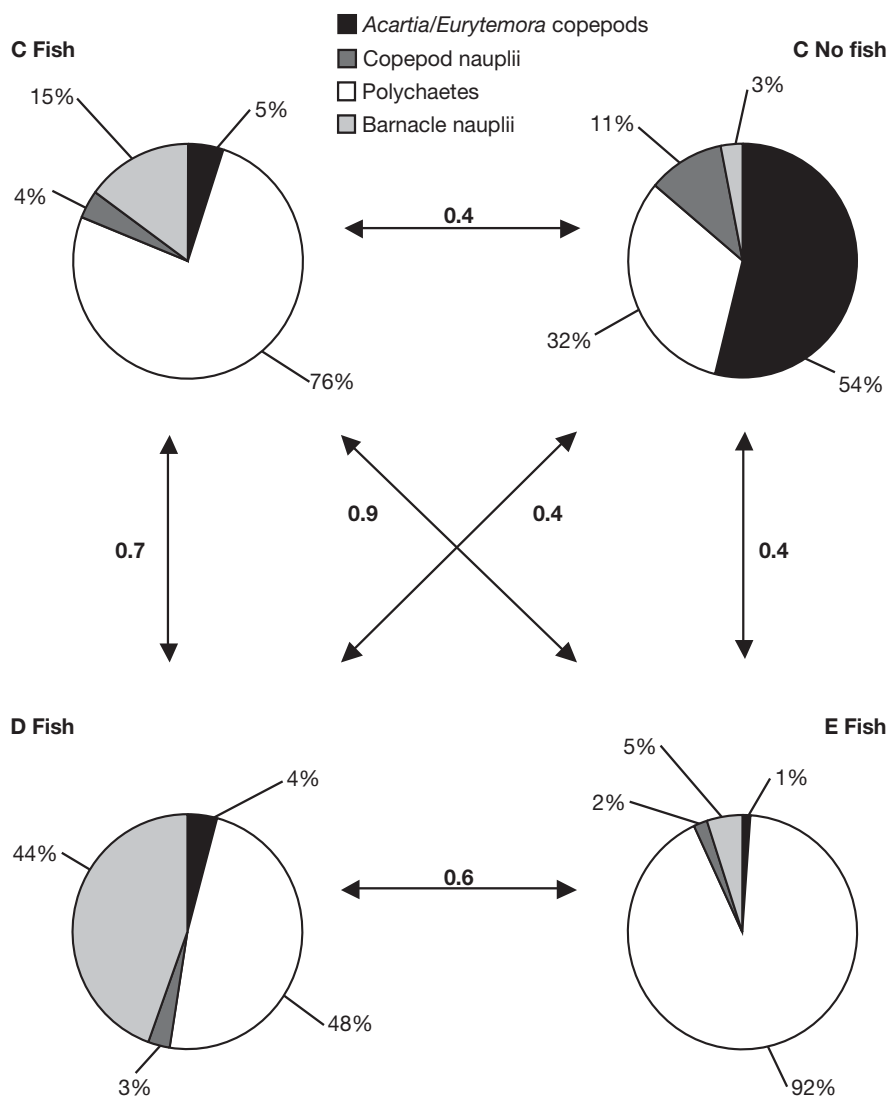 Acartia/Eurytemora copepods
Copepod nauplii
Polychaetes
Barnacle nauplii
C Fish
15%
5%
4%
76%
C No fish
3%
11%
32%
54%
0.4
0.7
0.9
0.4
0.4
D Fish
4%
44%
48%
3%
E Fish
5%
1%
2%
92%
0.6